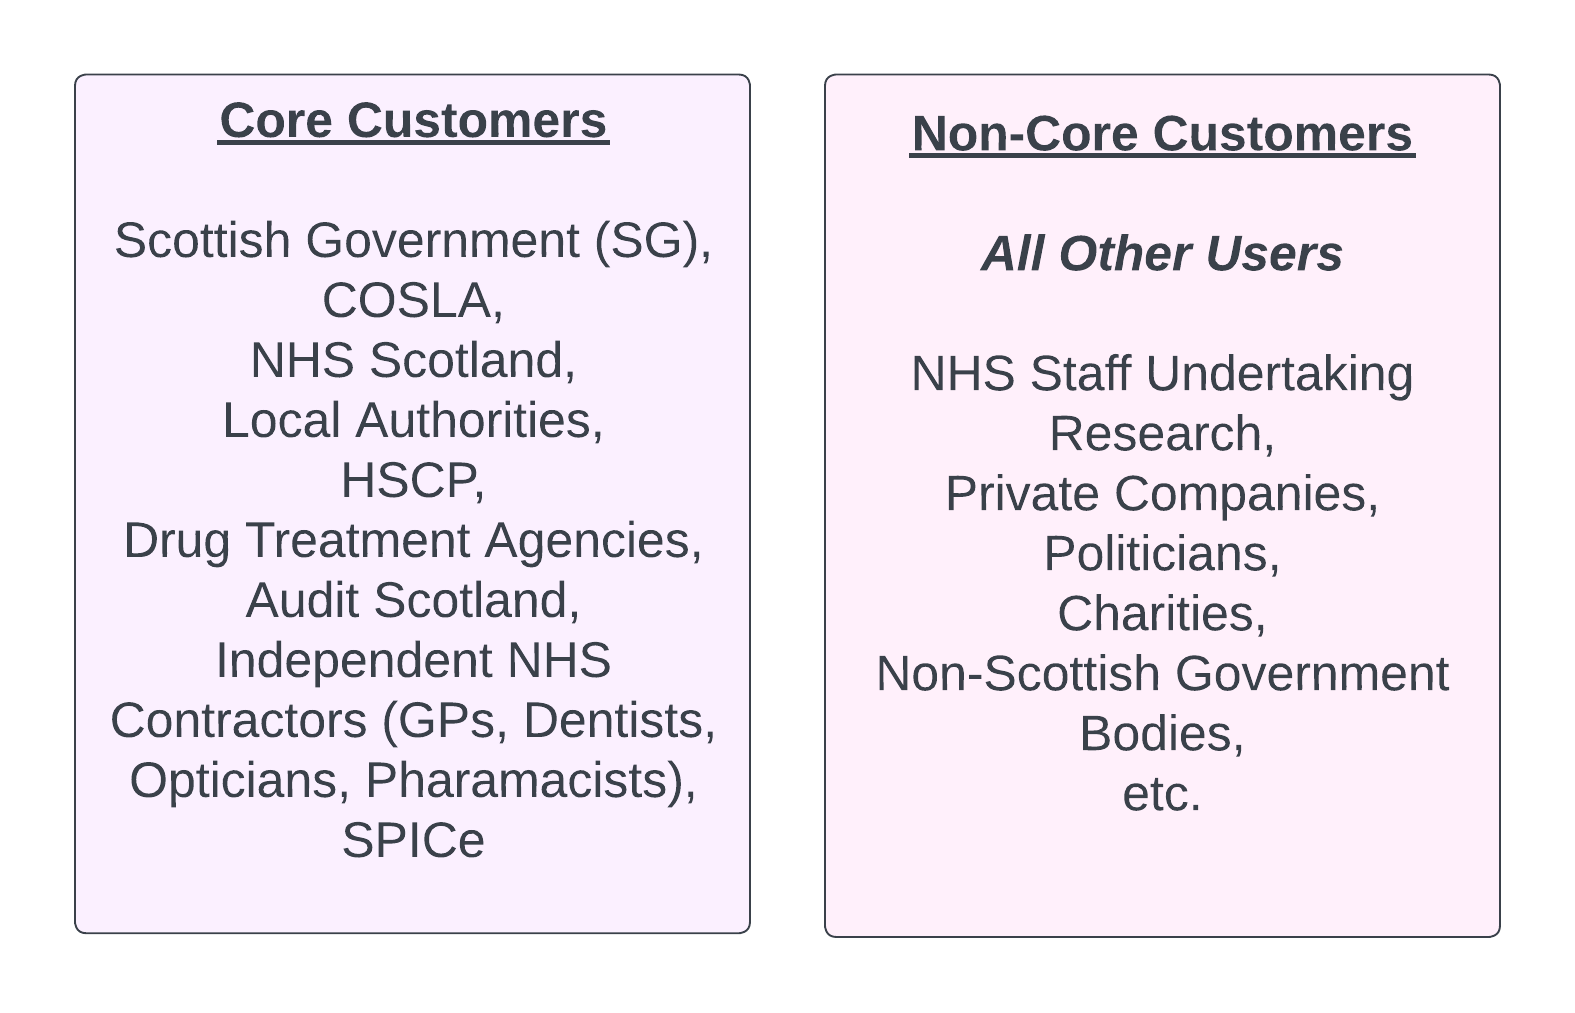 Core Customers
Scottish Government (SG),
COSLA,
NHS Scotland,
Local Authorities,
HSCP,
Drug Treatment Agencies,
Audit Scotland,
Independent NHS
Contractors (GPs, Dentists,
Opticians, Pharamacists),
SPICe
Non-Core Customers
All Other Users
NHS Staff Undertaking
Research,
Private Companies,
Politicians,
Charities,
Non-Scottish Government
Bodies,
etc.